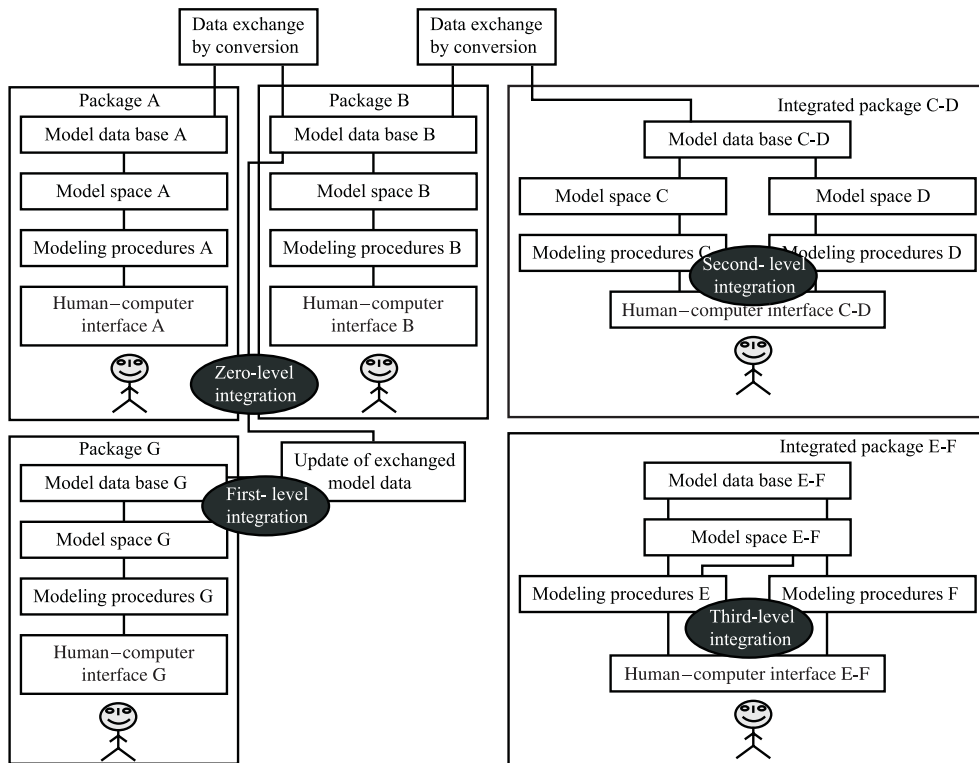 Data exchange
by conversion
Data exchange
by conversion
Package A
Model data base A
Model space A
Modeling procedures A
Human–computer
interface A
Package B
Model data base B
Model space B
Modeling procedures B
Human–computer
interface B
Zero-level
integration
Integrated package C-D
Model data base C-D
Model space C
Model space D
Modeling procedures C
Modeling procedures D
Second- level
integration
Human–computer interface C-D
Package G
Model data base G
Model space G
Modeling procedures G
Human–computer
interface G
Update of exchanged
model data
First- level
integration
Integrated package E-F
Model data base E-F
Model space E-F
Modeling procedures E
Modeling procedures F
Third-level
integration
Human–computer interface E-F